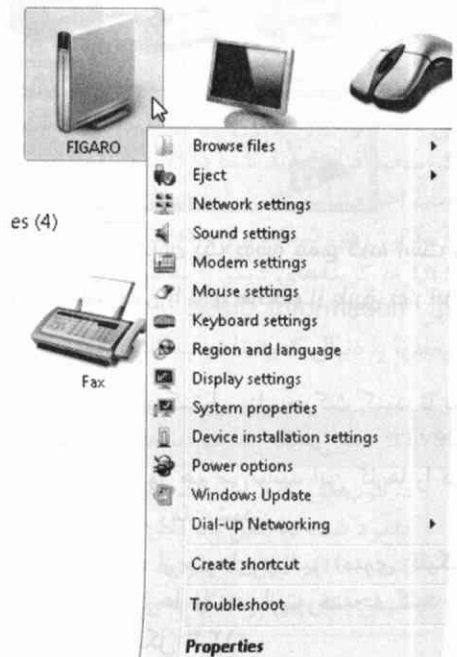 FIGARO
Browse files
Eject
Network settings
es (4)
Sound settings
Modem settings
Mouse settings
Keyboard settings
Fax
Region and language
Display settings
System properties
Device installation settings
Power options
Windows Update
Dial-up Networking
Create shortcut
Troubleshoot
Properties